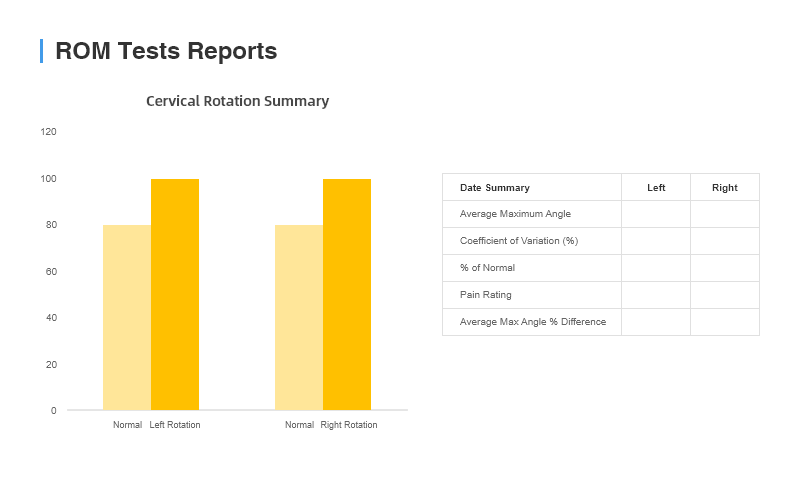 ROM Tests Reports
Cervical Rotation Summary
120
100
80
60
40
20
0
Normal Left Rotation Normal Right Rotation
Date Summary Left Right
Average Maximum Angle
Coefficient of Variation (%)
% of Normal
Pain Rating
Average Max Angle % Difference